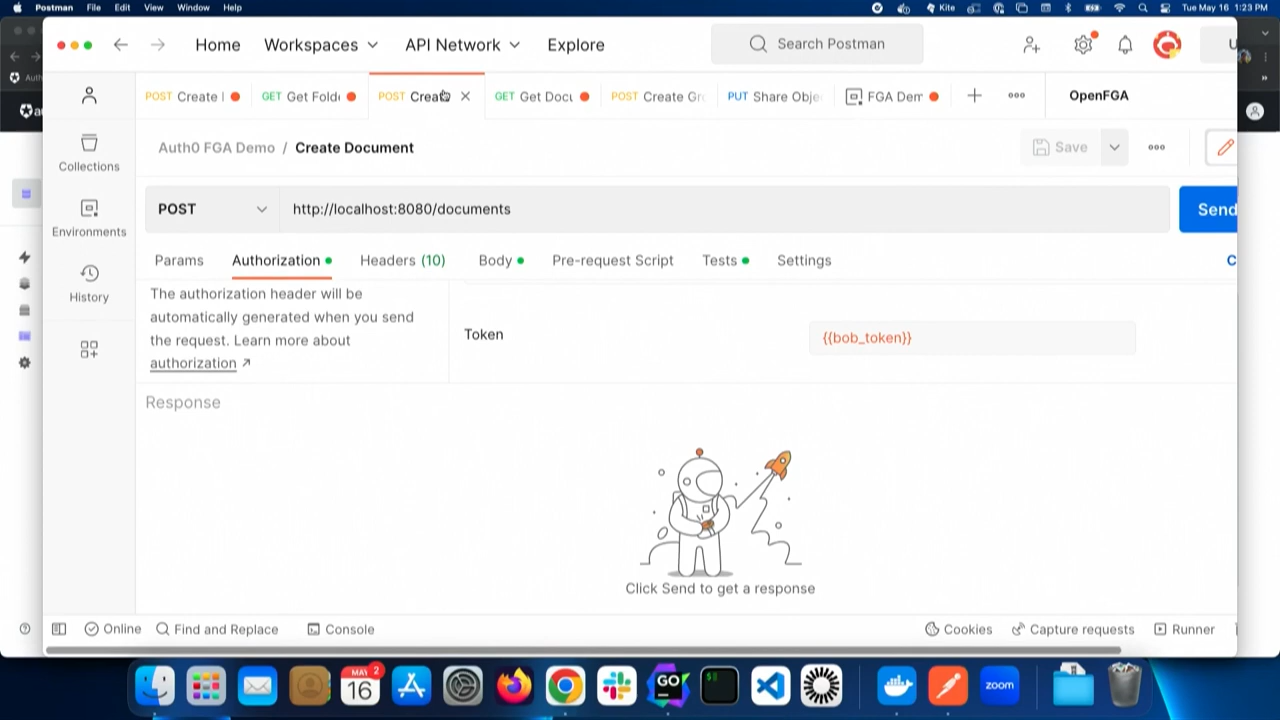 Postman File Edit View Window Help
Kite
Tue May 16 1:23 PM
Home Workspaces API Network Explore
Search Postman
U
Auth
POST Create I
GET Get Folde
POST Create
GET Get Docu
POST Create Gr
PUT Share Obje
FGA Dem
OpenFGA
Auth0 FGA Demo / Create Document
Save
Collections
Environments
History
POST
http://localhost:8080/documents
Send
Params Authorization Headers (10) Body Pre-request Script Tests Settings
C
The authorization header will be
automatically generated when you send
the request. Learn more about
authorization ↗
Token
{{bob_token}}
Response
Click Send to get a response
Online Find and Replace Console
Cookies Capture requests Runner
MAY 2
16
GO
zoom